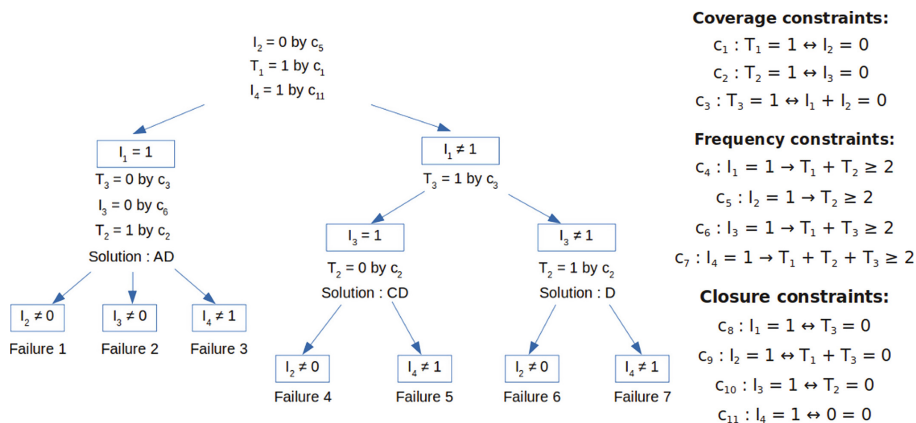 I₂ = 0 by c₅
T₁ = 1 by c₁
I₄ = 1 by c₁₁
I₁ = 1
T₃ = 0 by c₃
I₃ = 0 by c₆
T₂ = 1 by c₂
Solution : AD
I₂ ≠ 0
I₃ ≠ 0
I₄ ≠ 1
Failure 1
Failure 2
Failure 3
I₁ ≠ 1
T₃ = 1 by c₃
I₃ = 1
T₂ = 0 by c₂
Solution : CD
I₂ ≠ 0
I₄ ≠ 1
Failure 4
Failure 5
I₃ ≠ 1
T₂ = 1 by c₂
Solution : D
I₂ ≠ 0
I₄ ≠ 1
Failure 6
Failure 7
Coverage constraints:
c₁ : T₁ = 1 ↔ I₂ = 0
c₂ : T₂ = 1 ↔ I₃ = 0
c₃ : T₃ = 1 ↔ I₁ + I₂ = 0
Frequency constraints:
c₄ : I₁ = 1 → T₁ + T₂ ≥ 2
c₅ : I₂ = 1 → T₂ ≥ 2
c₆ : I₃ = 1 → T₁ + T₃ ≥ 2
c₇ : I₄ = 1 → T₁ + T₂ + T₃ ≥ 2
Closure constraints:
c₈ : I₁ = 1 ↔ T₃ = 0
c₉ : I₂ = 1 ↔ T₁ + T₃ = 0
c₁₀ : I₃ = 1 ↔ T₂ = 0
c₁₁ : I₄ = 1 ↔ 0 = 0